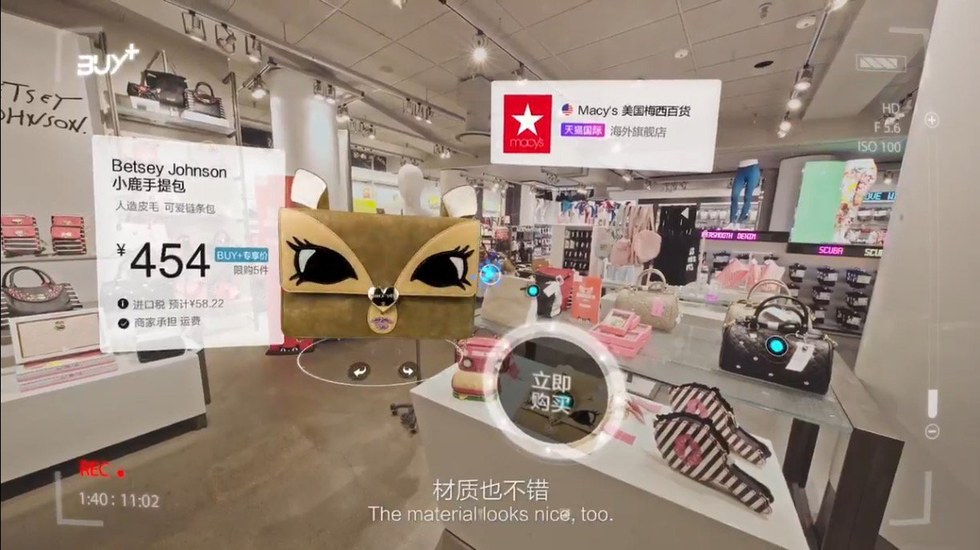 BUY+
BETSEY
JOHNSON.
Betsey Johnson
小鹿手提包
人造皮毛 可爱链条包
¥454
BUY+专享价
限购5件
进口税 预计¥58.22
商家承担 运费
macy's
Macy's 美国梅西百货
天猫国际 海外旗舰店
HD
F 5.6
ISO 100
SCUBA
立即
购买
REC
1:40 : 11:02
材质也不错
The material looks nice, too.